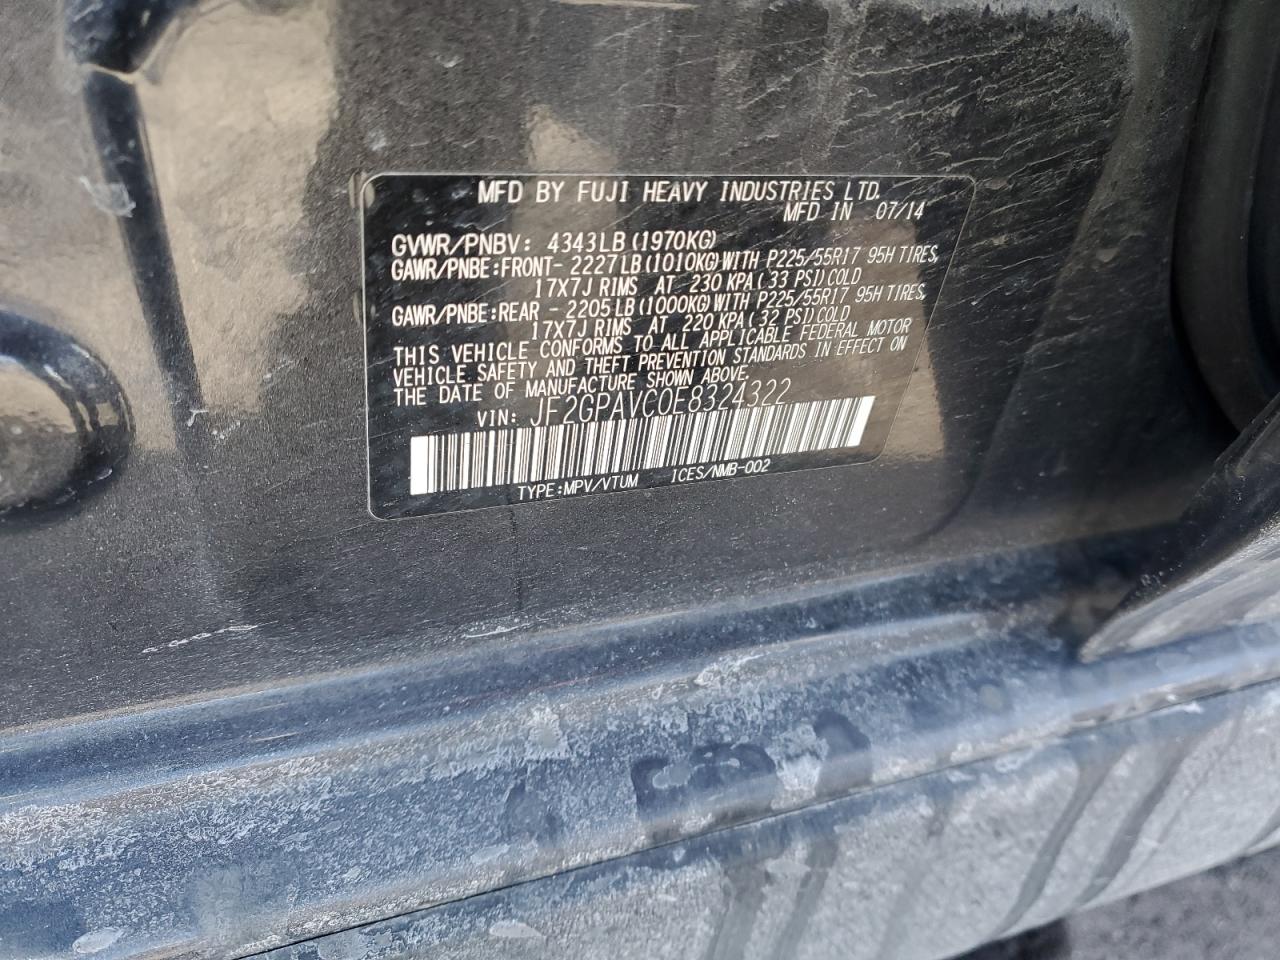 MFD BY FUJI HEAVY INDUSTRIES,LTD.
MFD IN 07/14
GVWR/PNBV: 4343LB(1970KG)
GAWR/PNBE:FRONT-2227LB(1010KG)WITH P225/55R17 95H TIRES,
17X7J RIMS AT 230 KPA(33 PSI)COLD
GAWR/PNBE:REAR -2205LB(1000KG)WITH P225/55R17 95H TIRES,
17X7J RIMS AT 220 KPA(32 PSI)COLD
THIS VEHICLE CONFORMS TO ALL APPLICABLE FEDERAL MOTOR
VEHICLE SAFETY AND THEFT PREVENTION STANDARDS IN EFFECT ON
THE DATE OF MANUFACTURE SHOWN ABOVE.
VIN: JF2GPAVC0E8324322
TYPE:MPV/VTUM ICES/NMB-002